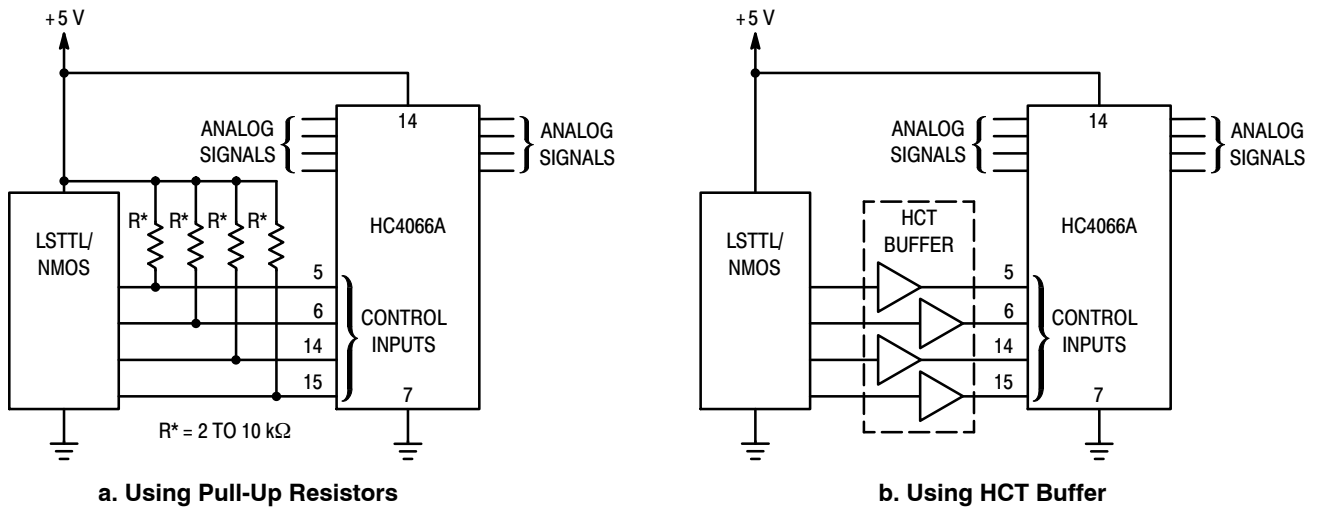 +5 V
14
ANALOG
SIGNALS
ANALOG
SIGNALS
R*
R*
R*
R*
LSTTL/
NMOS
HC4066A
5
6
14
15
CONTROL
INPUTS
7
R* = 2 TO 10 kΩ
a. Using Pull-Up Resistors
+5 V
14
ANALOG
SIGNALS
ANALOG
SIGNALS
LSTTL/
NMOS
HCT
BUFFER
HC4066A
5
6
14
15
CONTROL
INPUTS
7
b. Using HCT Buffer